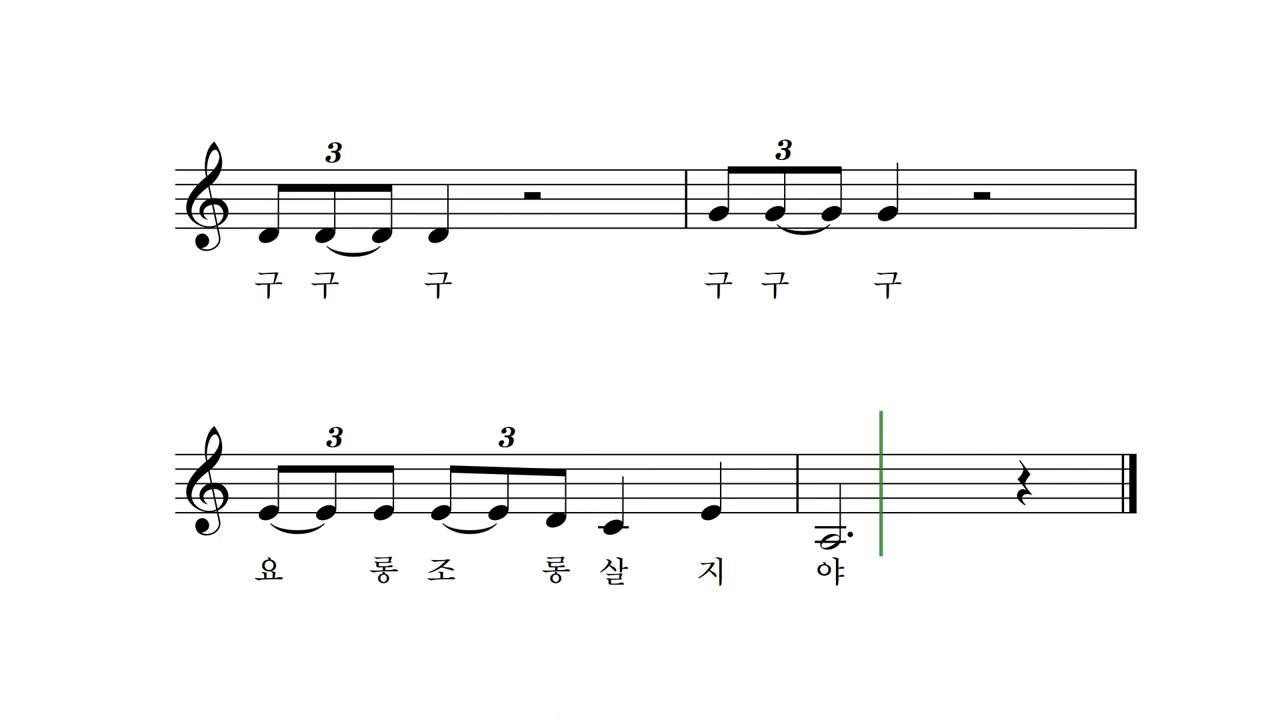 3 3
구 구 구 구 구 구
3 3
요 롱 조 롱 살 지 야